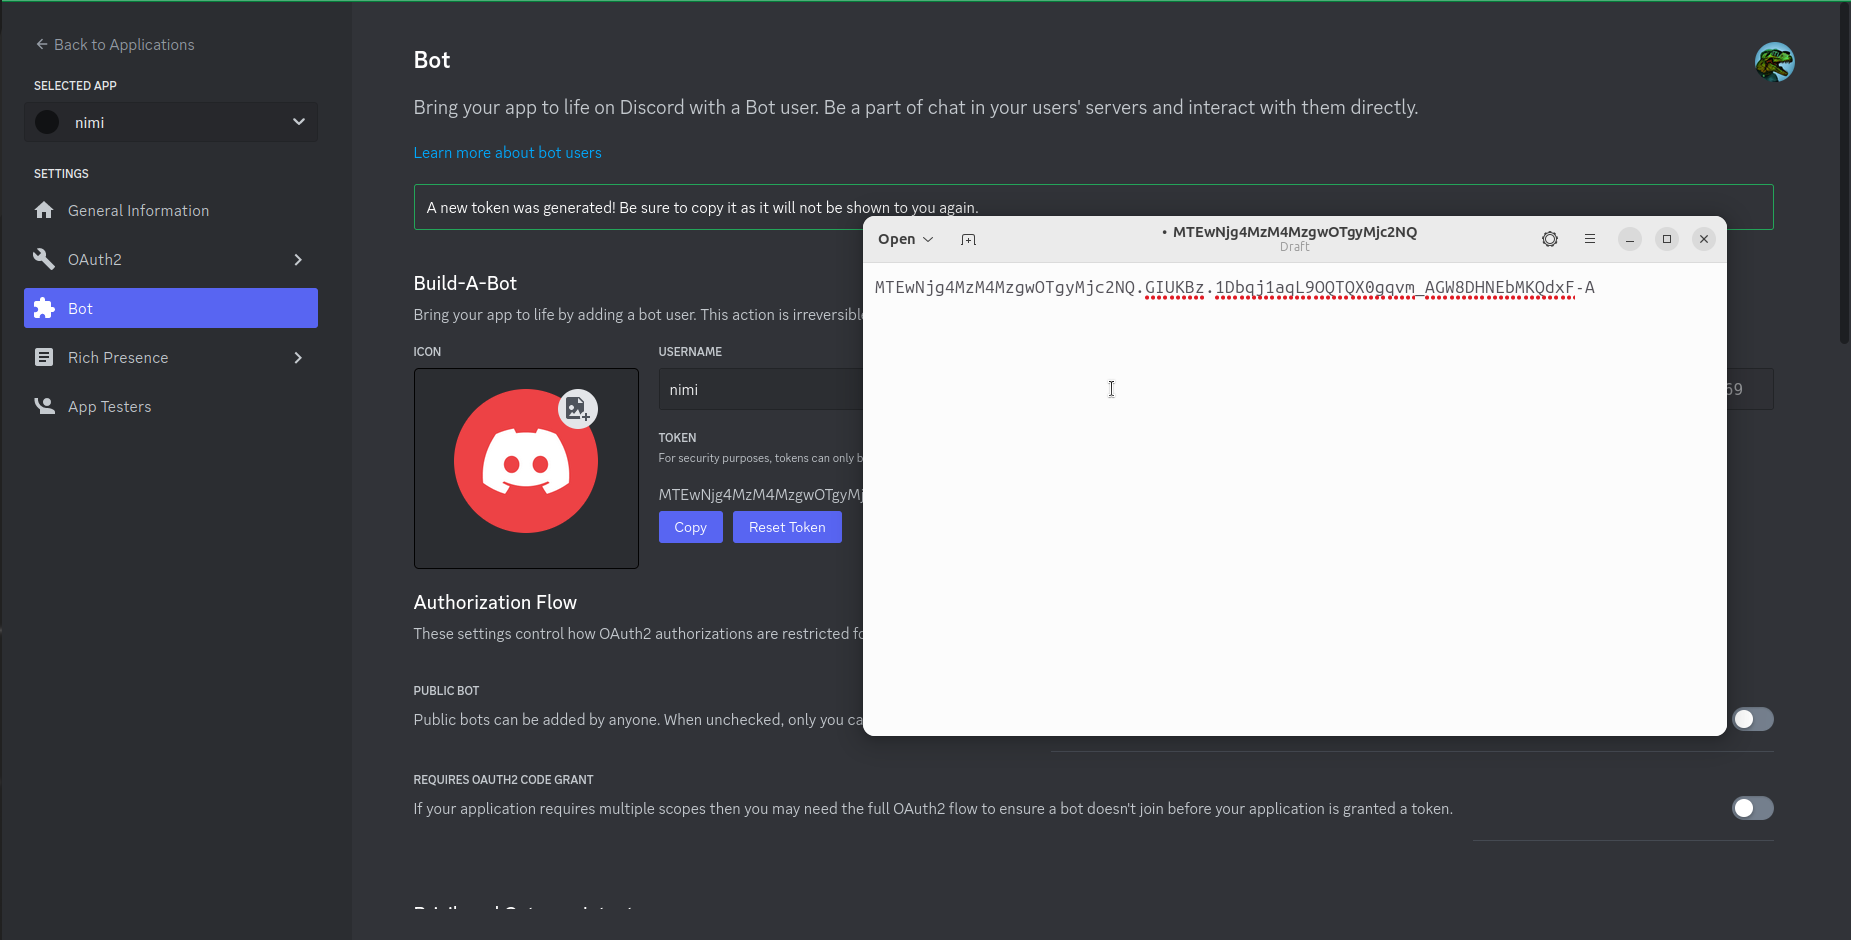 Back to Applications
SELECTED APP
nimi
SETTINGS
General Information
OAuth2
Bot
Rich Presence
App Testers
Bot
Bring your app to life on Discord with a Bot user. Be a part of chat in your users' servers and interact with them directly.
Learn more about bot users
A new token was generated! Be sure to copy it as it will not be shown to you again.
Build-A-Bot
Bring your app to life by adding a bot user. This action is irreversible
ICON
USERNAME
nimi
69
TOKEN
For security purposes, tokens can only b
MTEwNjg4MzM4MzgwOTgyMj
Copy
Reset Token
Authorization Flow
These settings control how OAuth2 authorizations are restricted fo
PUBLIC BOT
Public bots can be added by anyone. When unchecked, only you ca
REQUIRES OAUTH2 CODE GRANT
If your application requires multiple scopes then you may need the full OAuth2 flow to ensure a bot doesn't join before your application is granted a token.
Open
• MTEwNjg4MzM4MzgwOTgyMjc2NQ
Draft
MTEwNjg4MzM4MzgwOTgyMjc2NQ.GIUKBz.1Dbqj1aqL9OQTQX0gqvm_AGW8DHNEbMKQdxF-A